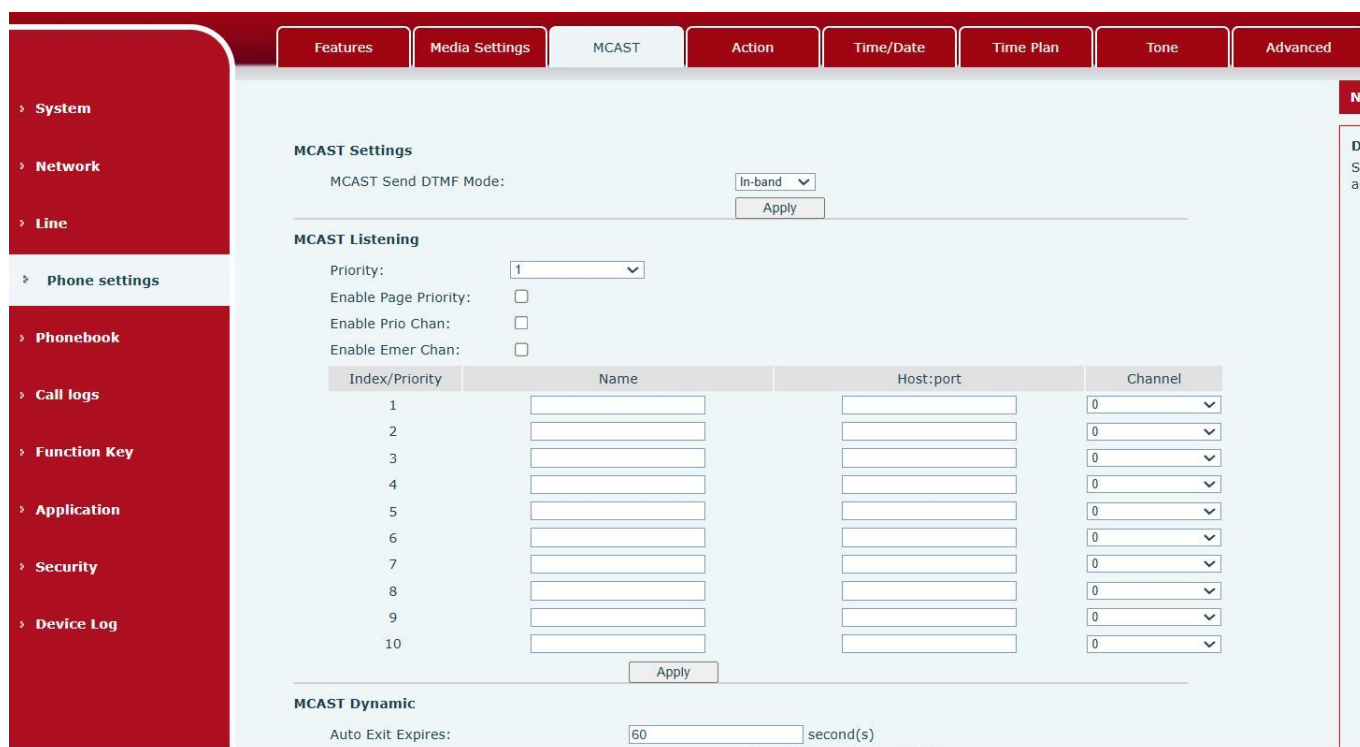 Features Media Settings MCAST Action Time/Date Time Plan Tone Advanced
System
Network
Line
Phone settings
Phonebook
Call logs
Function Key
Application
Security
Device Log
MCAST Settings
MCAST Send DTMF Mode: In-band
Apply
MCAST Listening
Priority: 1
Enable Page Priority:
Enable Prio Chan:
Enable Emer Chan:
Index/Priority Name Host:port Channel
1 0
2 0
3 0
4 0
5 0
6 0
7 0
8 0
9 0
10 0
Apply
MCAST Dynamic
Auto Exit Expires: 60 second(s)